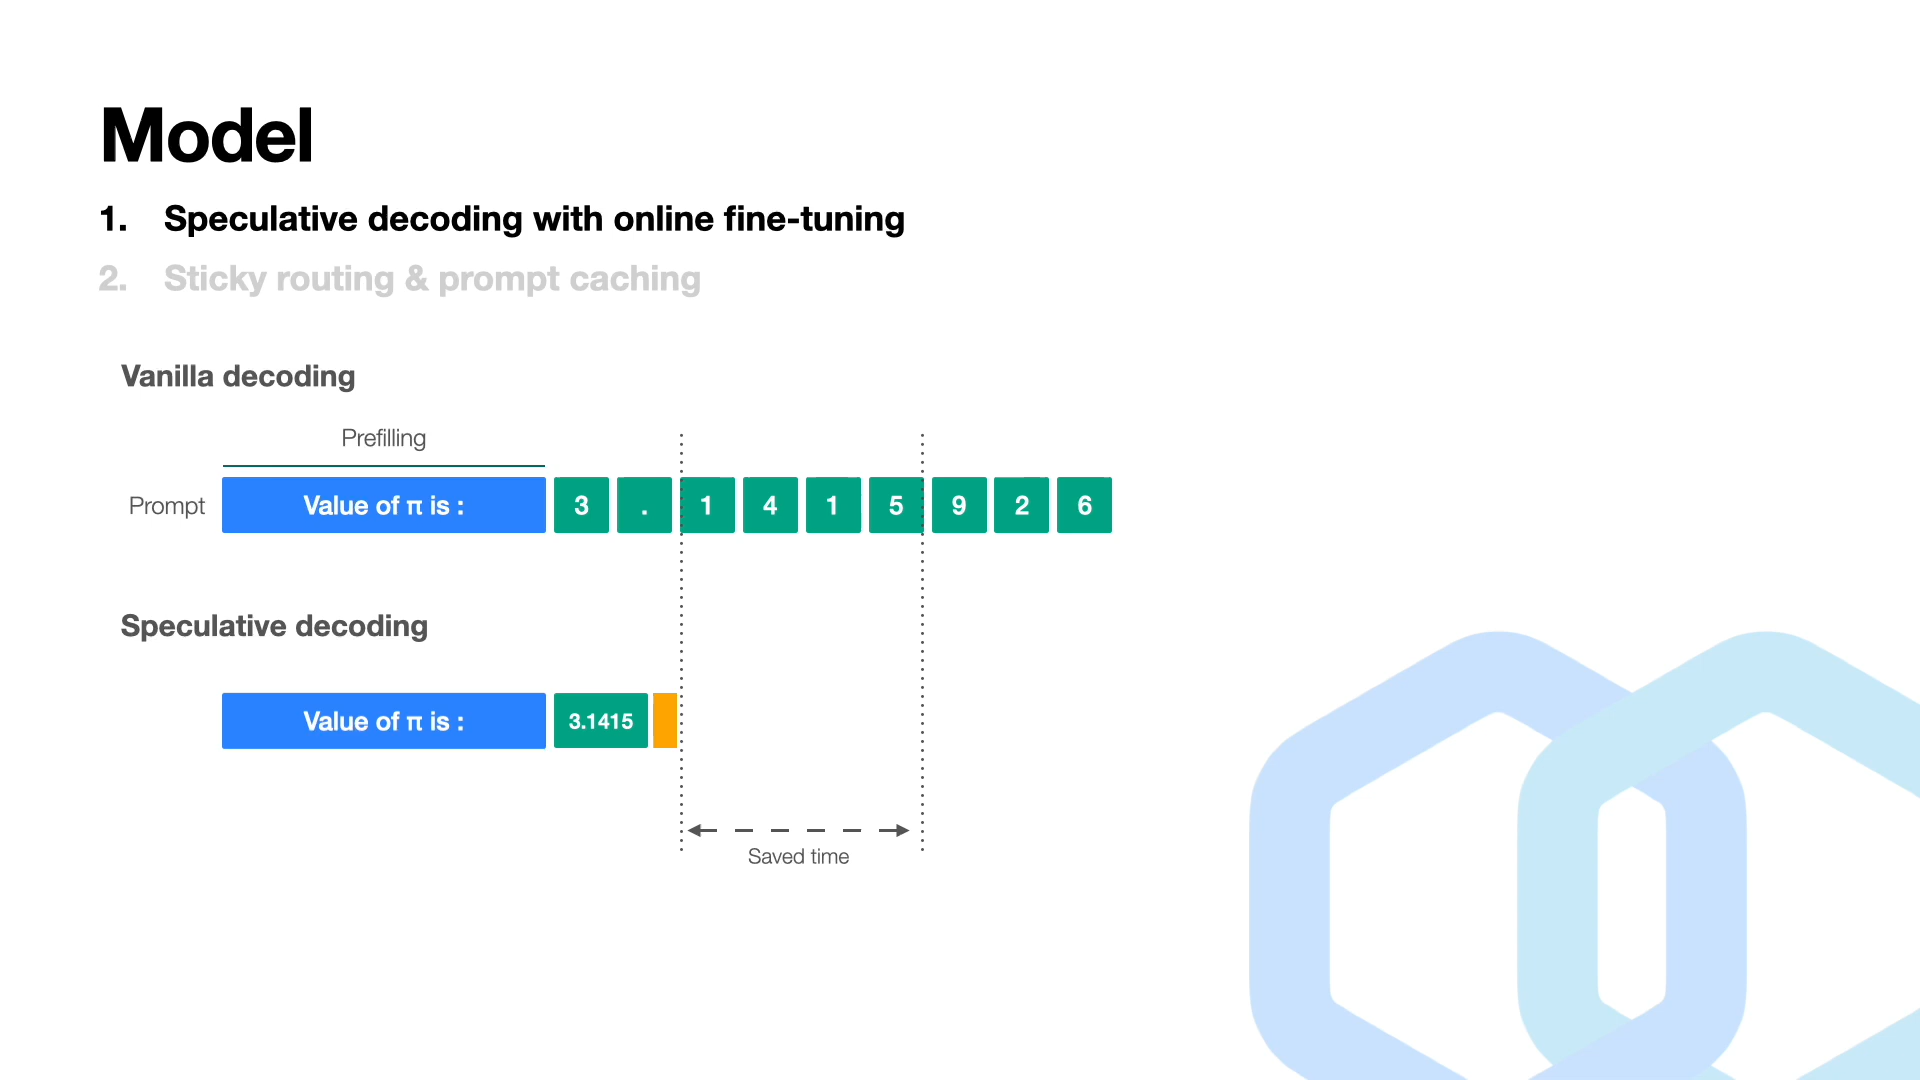 Model
1. Speculative decoding with online fine-tuning
2. Sticky routing & prompt caching
Vanilla decoding
Prefilling
Prompt Value of π is : 3 . 1 4 1 5 9 2 6
Speculative decoding
Value of π is : 3.1415
Saved time